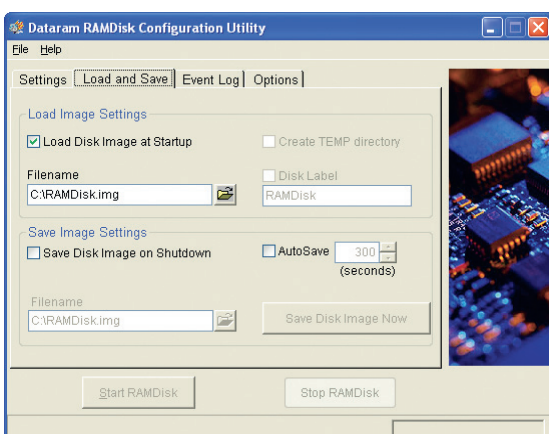 Dataram RAMDisk Configuration Utility
File Help
Settings Load and Save Event Log Options
Load Image Settings
Load Disk Image at Startup Create TEMP directory
Filename Disk Label
C:\RAMDisk.img RAMDisk
Save Image Settings
Save Disk Image on Shutdown AutoSave 300
(seconds)
Filename
C:\RAMDisk.img Save Disk Image Now
Start RAMDisk Stop RAMDisk